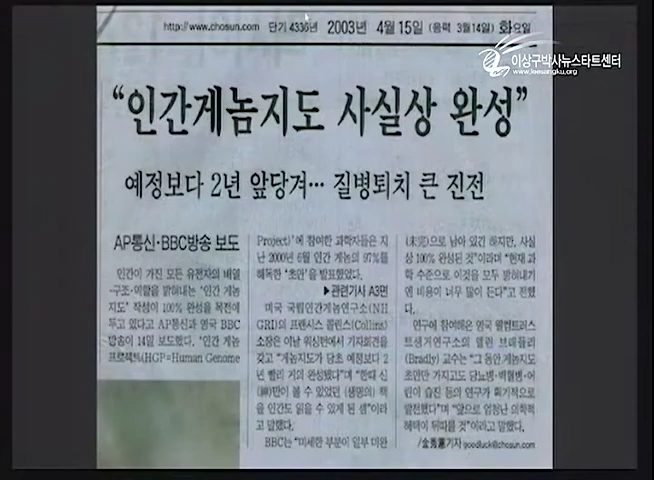 http://www.chosun.com 단기 4336년 2003년 4월 15일 (음력 3월 14일) 화요일
이상구박사뉴스타트센터
www.leesangku.org
“인간게놈지도 사실상 완성”
예정보다 2년 앞당겨… 질병퇴치 큰 진전
AP통신·BBC방송 보도
인간이 가진 모든 유전자의 배열
·구조·역할을 밝혀내는 ‘인간 게놈
지도’ 작성이 100% 완성을 목전에
두고 있다고 AP통신과 영국 BBC
방송이 14일 보도했다. ‘인간 게놈
프로젝트(HGP=Human Genome
Project)’에 참여한 과학자들은 지
난 2000년 6월 인간 게놈의 97%를
해독한 ‘초안’을 발표했었다.
▶관련기사 A3면
미국 국립인간게놈연구소(NH
GRI)의 프랜시스 콜린스(Collins)
소장은 이날 워싱턴에서 기자회견을
갖고 “게놈지도가 당초 예정보다 2
년 빨리 거의 완성됐다”며 “한때 신
(神)만이 볼 수 있었던 (생명의) 책
을 인간도 읽을 수 있게 된 셈”이라
고 말했다.
BBC는 “미세한 부분이 일부 미완
(未完)으로 남아 있긴 하지만, 사실
상 100% 완성된 것”이라며 “현재 과
학 수준으로 이것을 모두 밝혀내기
엔 비용이 너무 많이 든다”고 전했
다.
연구에 참여해온 영국 웰컴트러스
트생거연구소의 앨런 브래들리
(Bradly) 교수는 “그 동안 게놈지도
초안만 가지고도 당뇨병·백혈병·어
린이 습진 등의 연구가 획기적으로
발전했다”며 “앞으로 엄청난 의학적
혜택이 뒤따를 것”이라고 말했다.
/金秀惠기자 goodluck@chosun.com